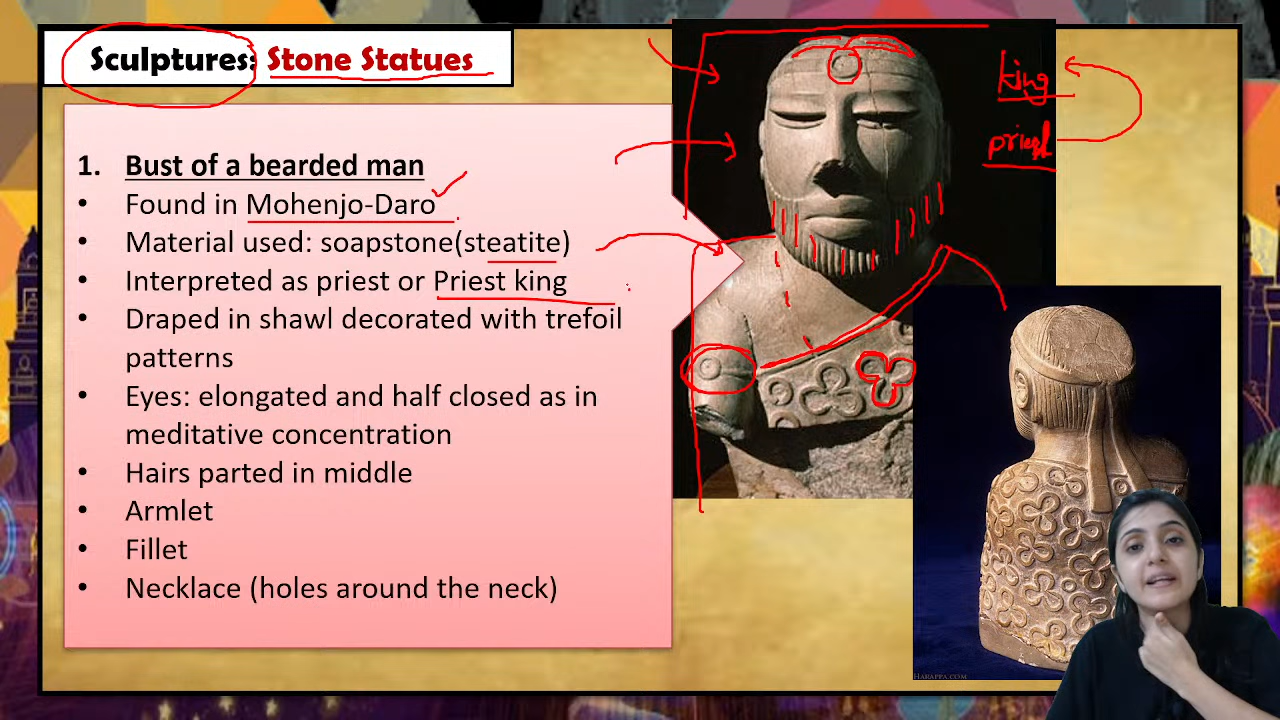 Sculptures: Stone Statues
king
priest
1. Bust of a bearded man
• Found in Mohenjo-Daro
• Material used: soapstone(steatite)
• Interpreted as priest or Priest king
• Draped in shawl decorated with trefoil
patterns
• Eyes: elongated and half closed as in
meditative concentration
• Hairs parted in middle
• Armlet
• Fillet
• Necklace (holes around the neck)
HARAPPA.COM